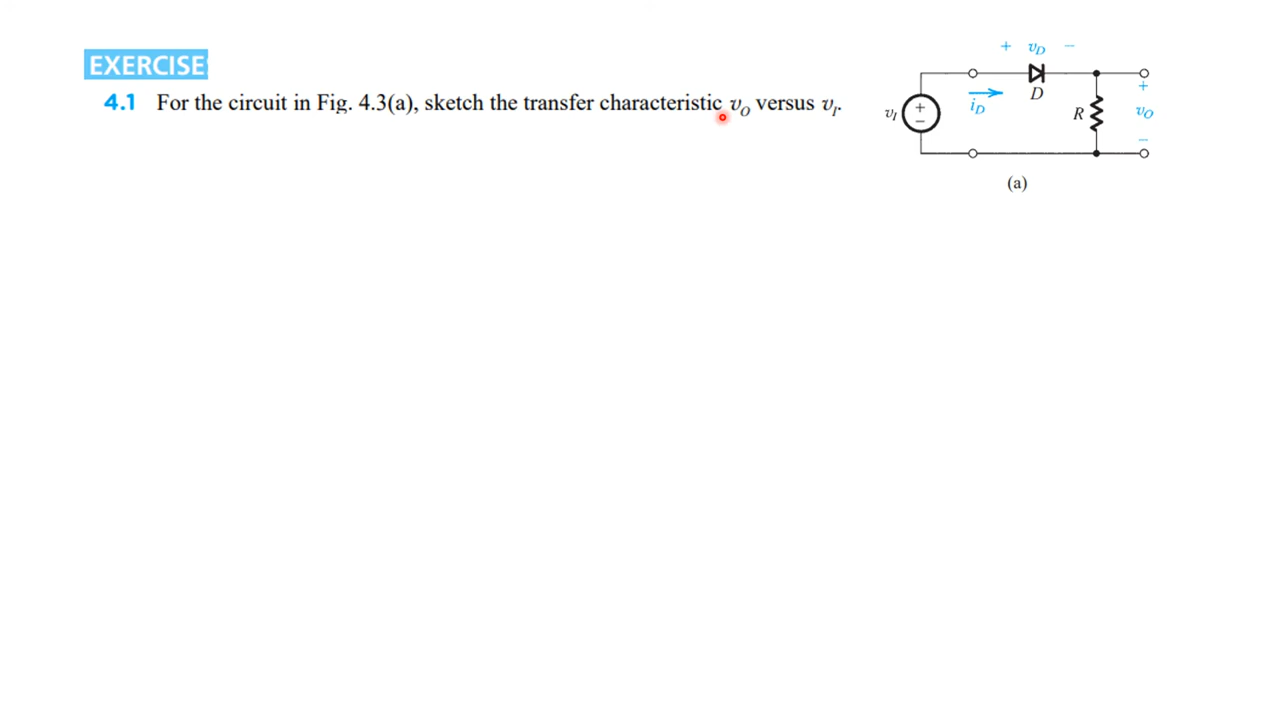 EXERCISE
4.1 For the circuit in Fig. 4.3(a), sketch the transfer characteristic vO versus vI.
+ vD −
D
iD
vI
+
−
R
+
vO
−
(a)